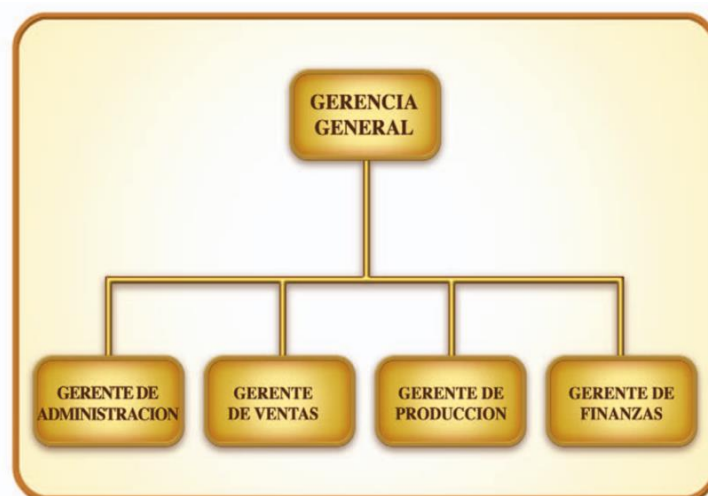 GERENCIA
GENERAL
GERENTE DE
ADMINISTRACION
GERENTE
DE VENTAS
GERENTE DE
PRODUCCION
GERENTE DE
FINANZAS